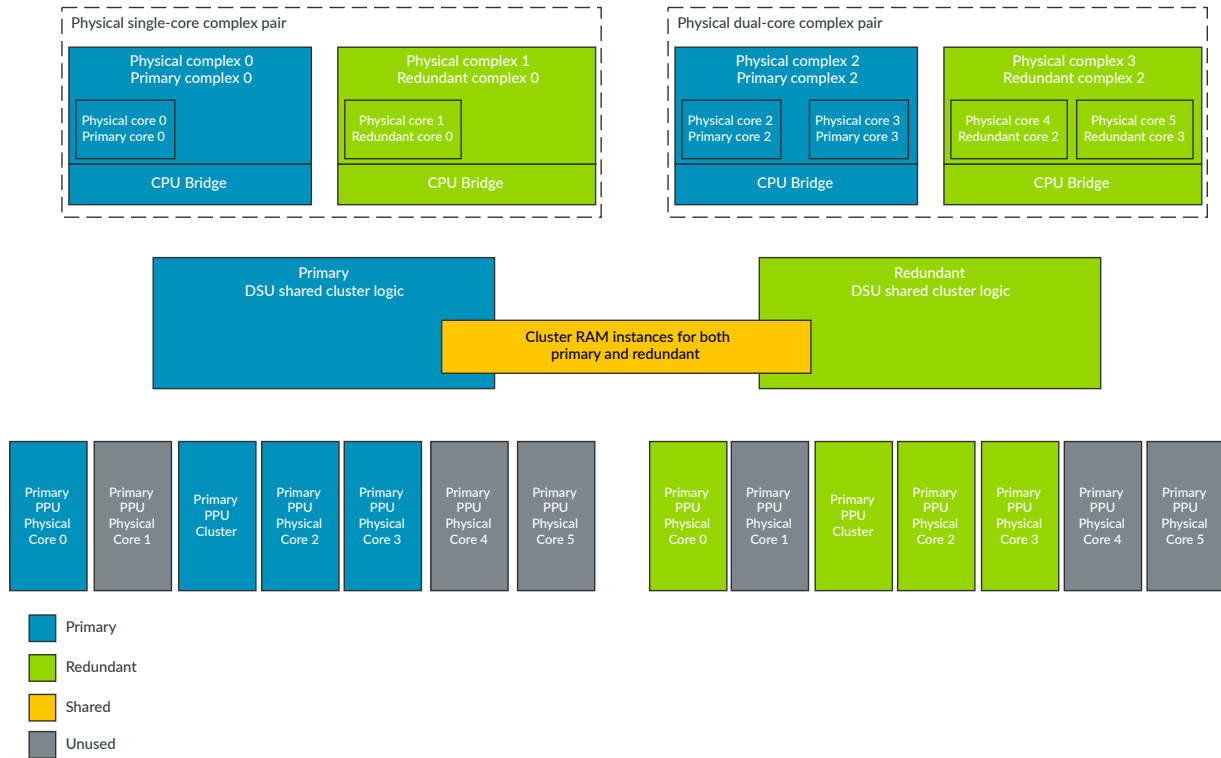 Physical single-core complex pair
Physical complex 0
Primary complex 0
Physical core 0
Primary core 0
CPU Bridge
Physical complex 1
Redundant complex 0
Physical core 1
Redundant core 0
CPU Bridge
Physical dual-core complex pair
Physical complex 2
Primary complex 2
Physical core 2
Primary core 2
Physical core 3
Primary core 3
CPU Bridge
Physical complex 3
Redundant complex 2
Physical core 4
Redundant core 2
Physical core 5
Redundant core 3
CPU Bridge
Primary
DSU shared cluster logic
Redundant
DSU shared cluster logic
Cluster RAM instances for both
primary and redundant
Primary
PPU
Physical
Core 0
Primary
PPU
Physical
Core 1
Primary
PPU
Cluster
Primary
PPU
Physical
Core 2
Primary
PPU
Physical
Core 3
Primary
PPU
Physical
Core 4
Primary
PPU
Physical
Core 5
Primary
PPU
Physical
Core 0
Primary
PPU
Physical
Core 1
Primary
PPU
Cluster
Primary
PPU
Physical
Core 2
Primary
PPU
Physical
Core 3
Primary
PPU
Physical
Core 4
Primary
PPU
Physical
Core 5
Primary
Redundant
Shared
Unused